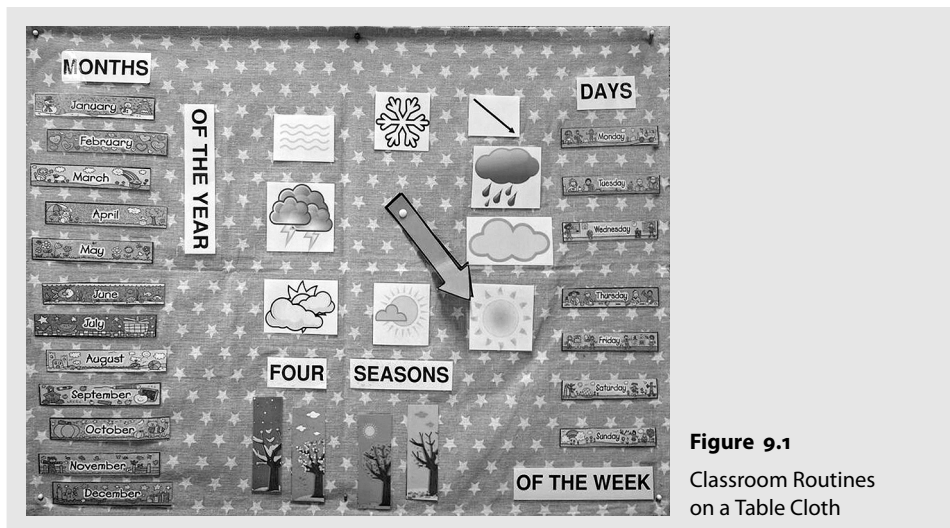 MONTHS
OF THE YEAR
January
February
March
April
May
June
July
August
September
October
November
December
FOUR SEASONS
DAYS
Monday
Tuesday
Wednesday
Thursday
Friday
Saturday
Sunday
OF THE WEEK
Figure 9.1
Classroom Routines
on a Table Cloth